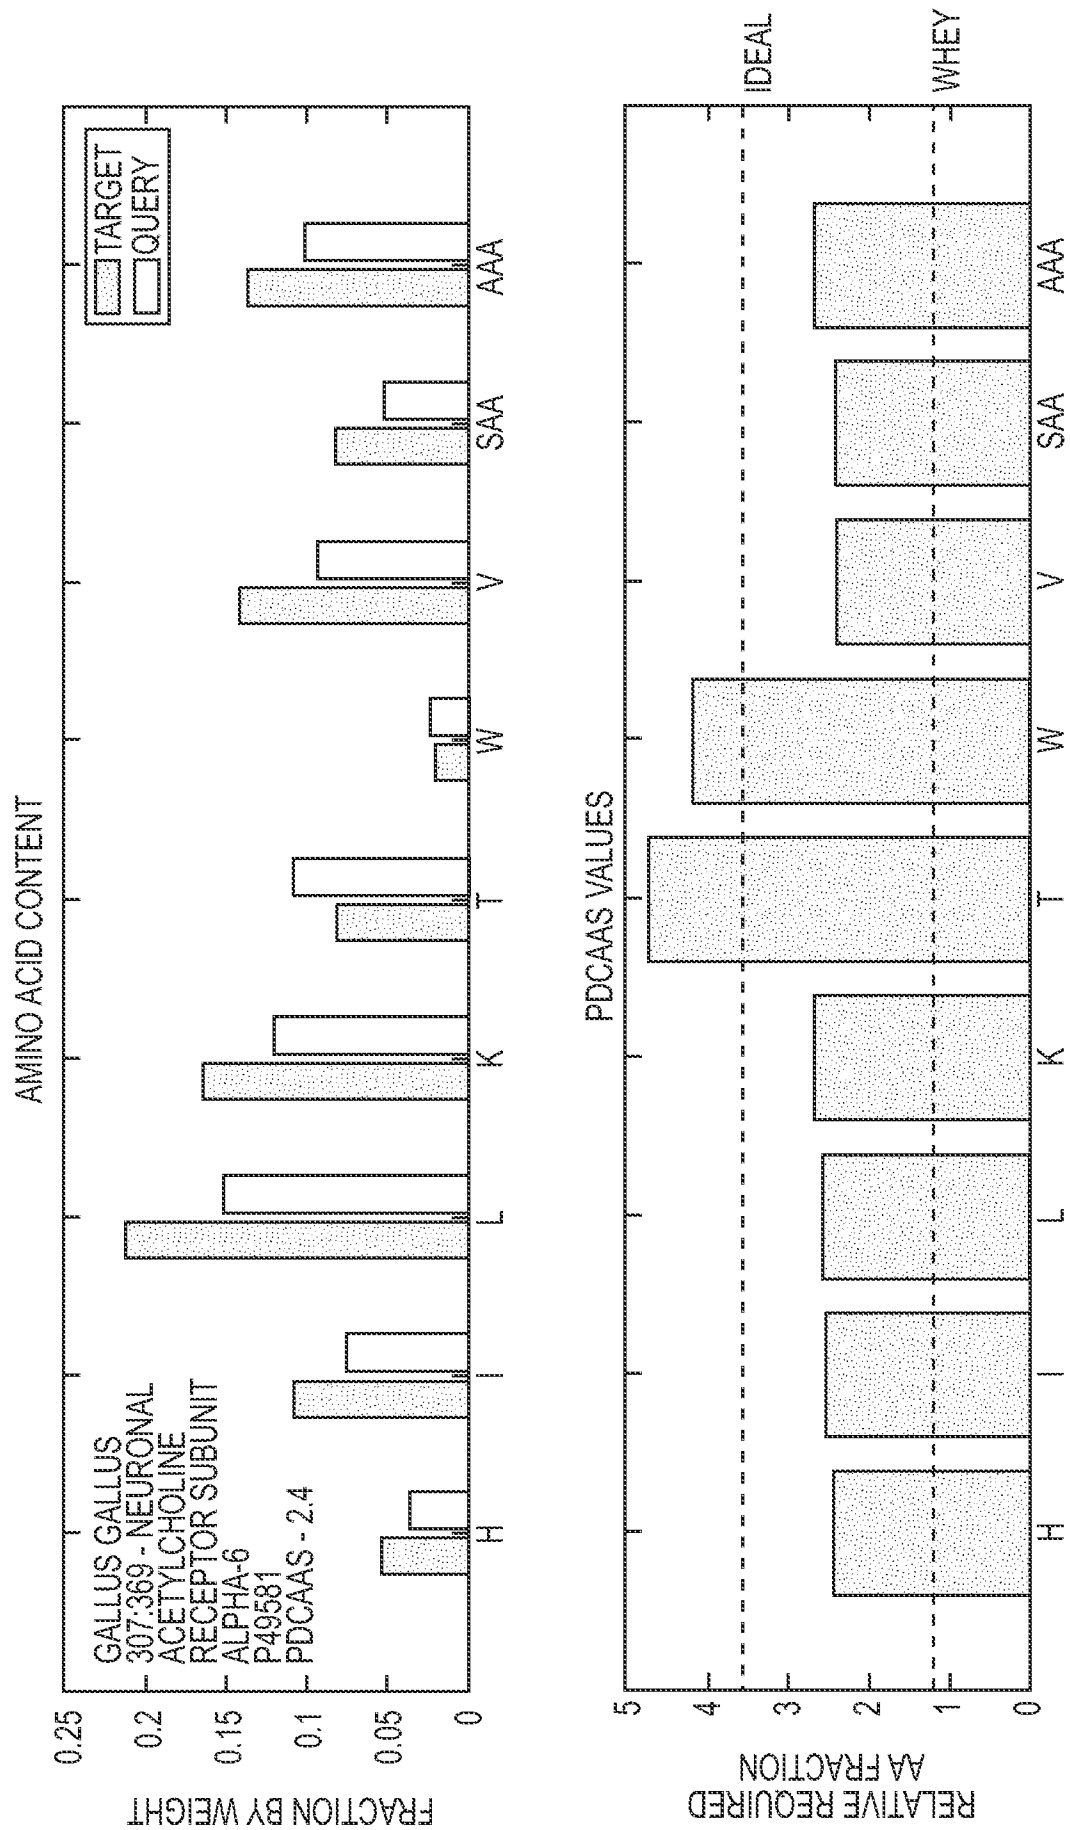 AMINO ACID CONTENT
FRACTION BY WEIGHT
0.25
0.2
0.15
0.1
0.05
0
GALLUS GALLUS
307:369 - NEURONAL
ACETYLCHOLINE
RECEPTOR SUBUNIT
ALPHA-6
P49581
PDCAAS - 2.4
TARGET
QUERY
H I L K T W V SAA AAA
PDCAAS VALUES
RELATIVE REQUIRED
AA FRACTION
5
4
3
2
1
0
IDEAL
WHEY
H I L K T W V SAA AAA